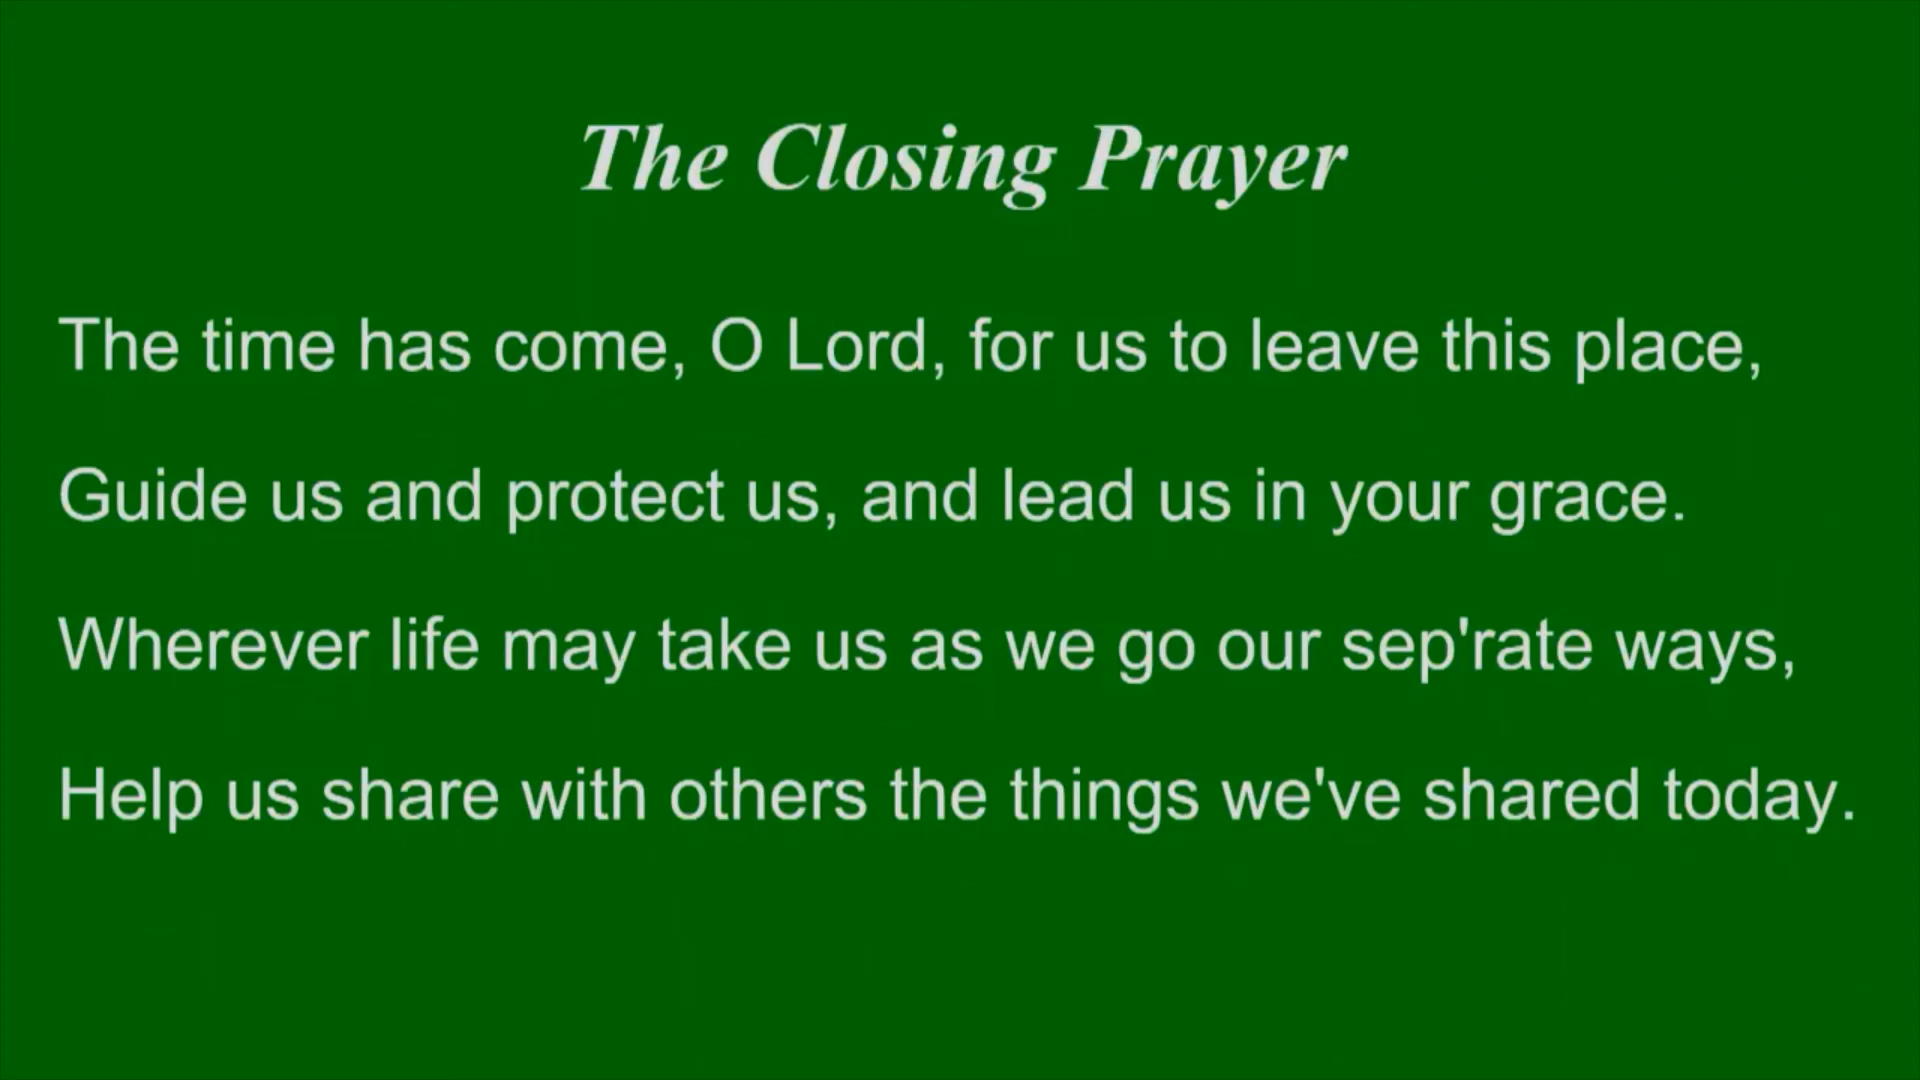 The Closing Prayer
The time has come, O Lord, for us to leave this place,
Guide us and protect us, and lead us in your grace.
Wherever life may take us as we go our sep'rate ways,
Help us share with others the things we've shared today.